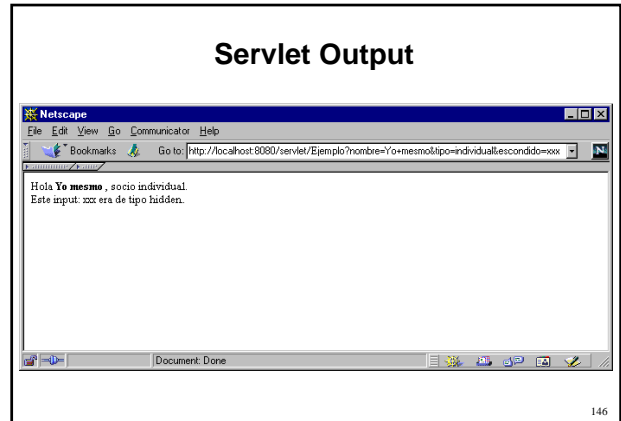 Servlet Output
Netscape
File Edit View Go Communicator Help
Bookmarks Go to: http://localhost:8080/servlet/Ejemplo?nombre=Yo+mesmo&tipo=individual&escondido=xxx
N
Hola Yo mesmo , socio individual.
Este input: xxx era de tipo hidden.
Document: Done
146